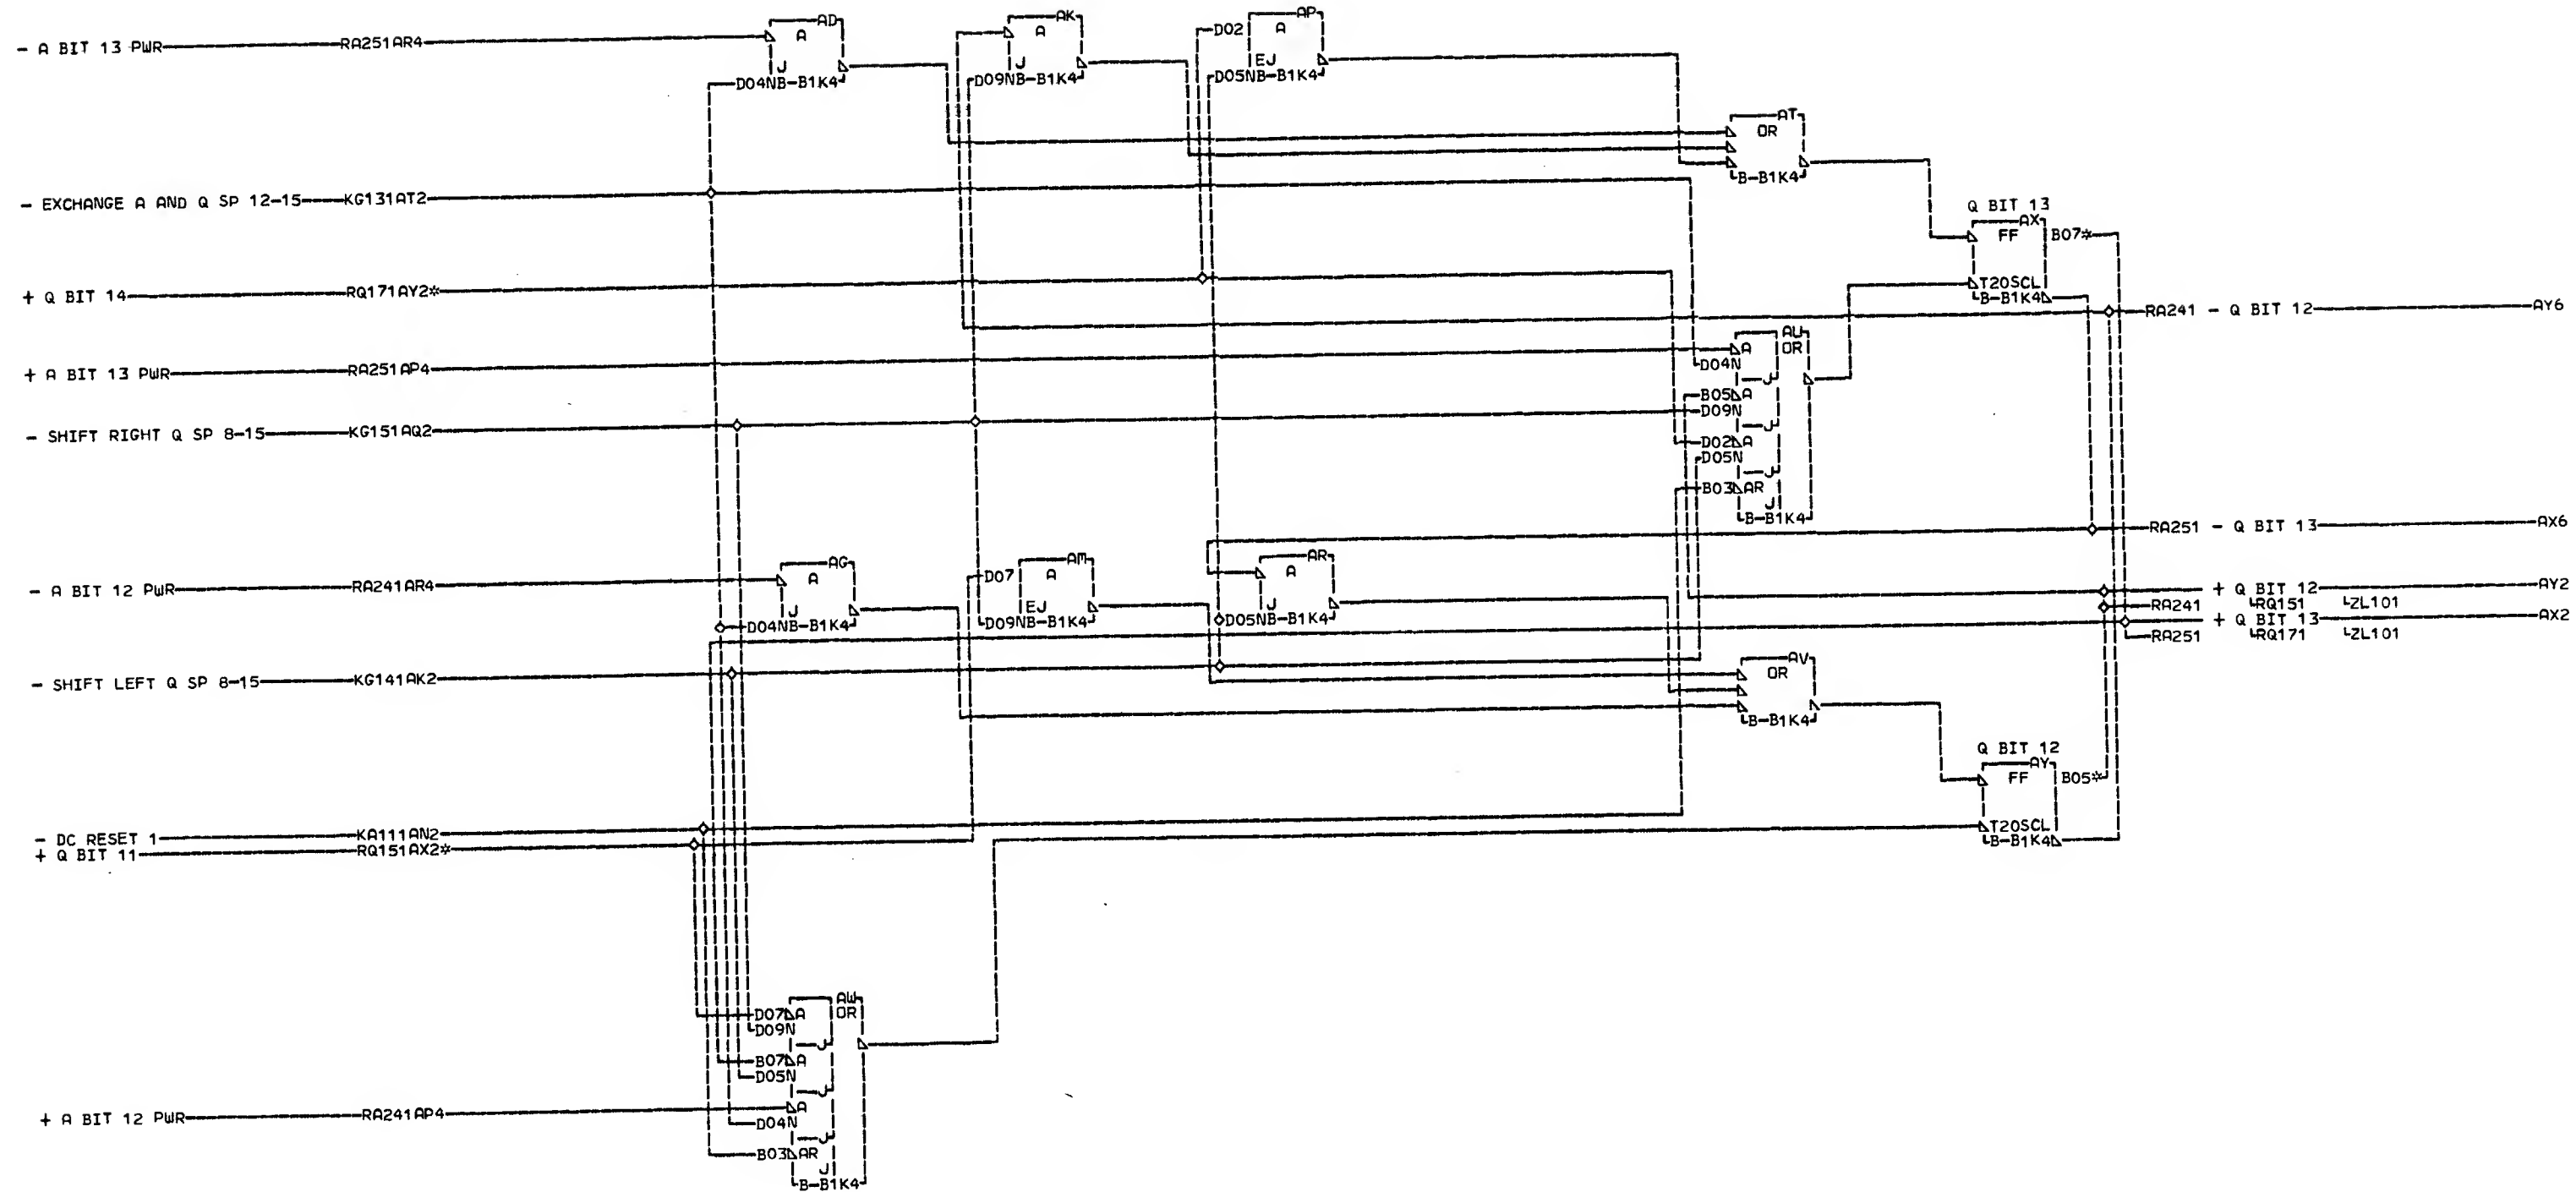 AD
A
J
D04NB-B1K4
AK
A
J
D09NB-B1K4
AP
D02 A
EJ
D05NB-B1K4
- A BIT 13 PWR RA251AR4
AT
OR
B-B1K4
- EXCHANGE A AND Q SP 12-15 KG131AT2
Q BIT 13
AX
FF B07*
T20SCL
B-B1K4
+ Q BIT 14 RQ171AY2*
RA241 - Q BIT 12 AY6
+ A BIT 13 PWR RA251AP4
AU
A OR
D04N
J
B05 A
D09N
J
D02 A
D05N
J
B03 AR
J
B-B1K4
- SHIFT RIGHT Q SP 8-15 KG151AQ2
RA251 - Q BIT 13 AX6
- A BIT 12 PWR RA241AR4
AG
A
J
D04NB-B1K4
AM
D07 A
EJ
D09NB-B1K4
AR
A
J
D05NB-B1K4
+ Q BIT 12 AY2
RA241 RQ151 ZL101
+ Q BIT 13 AX2
RA251 RQ171 ZL101
- SHIFT LEFT Q SP 8-15 KG141AK2
AV
OR
B-B1K4
Q BIT 12
AY
FF B05*
T20SCL
B-B1K4
- DC RESET 1 KA111AN2
+ Q BIT 11 RQ151AX2*
AW
D07 A OR
D09N
J
B07 A
D05N
J
+ A BIT 12 PWR RA241AP4
A
D04N
J
B03 AR
J
B-B1K4